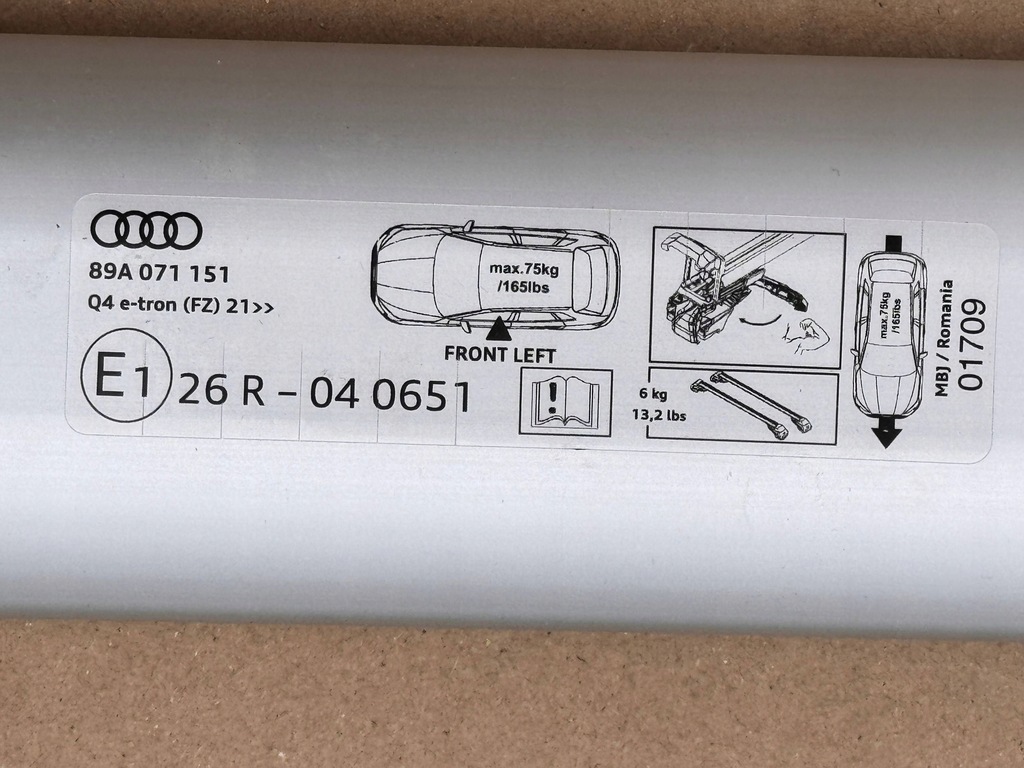 89A 071 151
Q4 e-tron (FZ) 21>>
E1 26 R - 04 0651
max.75kg
/165lbs
FRONT LEFT
!
6 kg
13,2 lbs
max.75kg
/165lbs
MBJ / Romania
01709